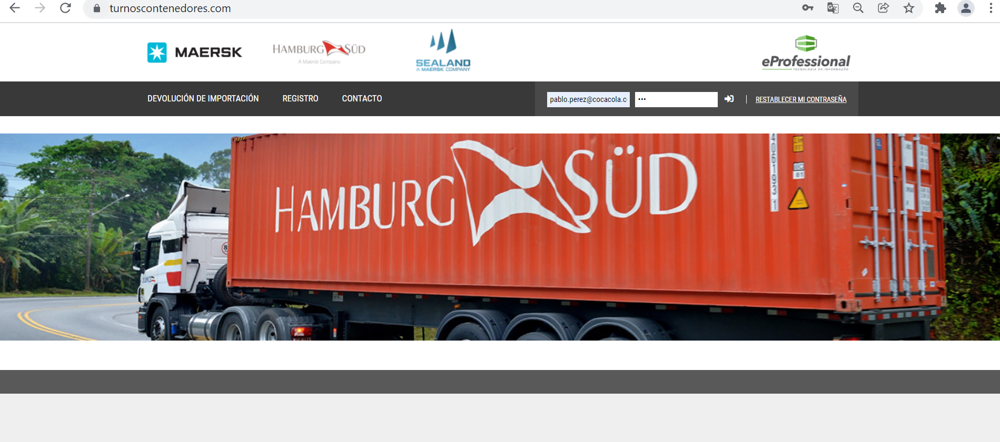 turnoscontenedores.com
MAERSK
HAMBURG SÜD
A Maersk Company
SEALAND
A MAERSK COMPANY
eProfessional
TECNOLOGIA DA INFORMAÇÃO
DEVOLUCIÓN DE IMPORTACIÓN
REGISTRO
CONTACTO
pablo.perez@cocacola.c
•••
RESTABLECER MI CONTRASEÑA
HAMBURG SÜD